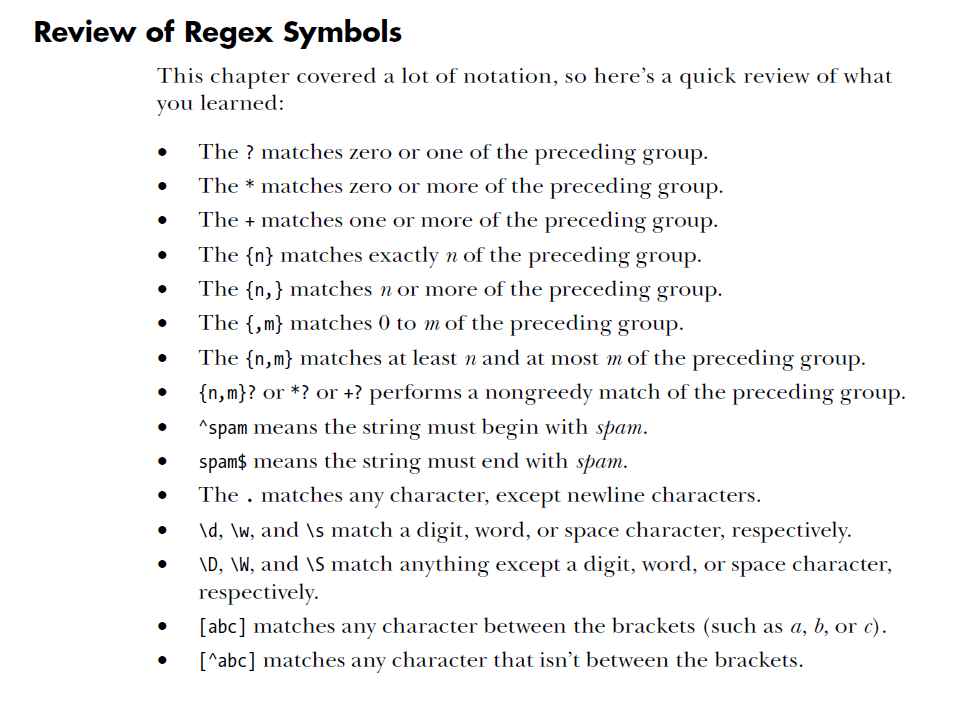 Review of Regex Symbols
This chapter covered a lot of notation, so here’s a quick review of what
you learned:
• The ? matches zero or one of the preceding group.
• The * matches zero or more of the preceding group.
• The + matches one or more of the preceding group.
• The {n} matches exactly n of the preceding group.
• The {n,} matches n or more of the preceding group.
• The {,m} matches 0 to m of the preceding group.
• The {n,m} matches at least n and at most m of the preceding group.
• {n,m}? or *? or +? performs a nongreedy match of the preceding group.
• ^spam means the string must begin with spam.
• spam$ means the string must end with spam.
• The . matches any character, except newline characters.
• \d, \w, and \s match a digit, word, or space character, respectively.
• \D, \W, and \S match anything except a digit, word, or space character,
respectively.
• [abc] matches any character between the brackets (such as a, b, or c).
• [^abc] matches any character that isn’t between the brackets.